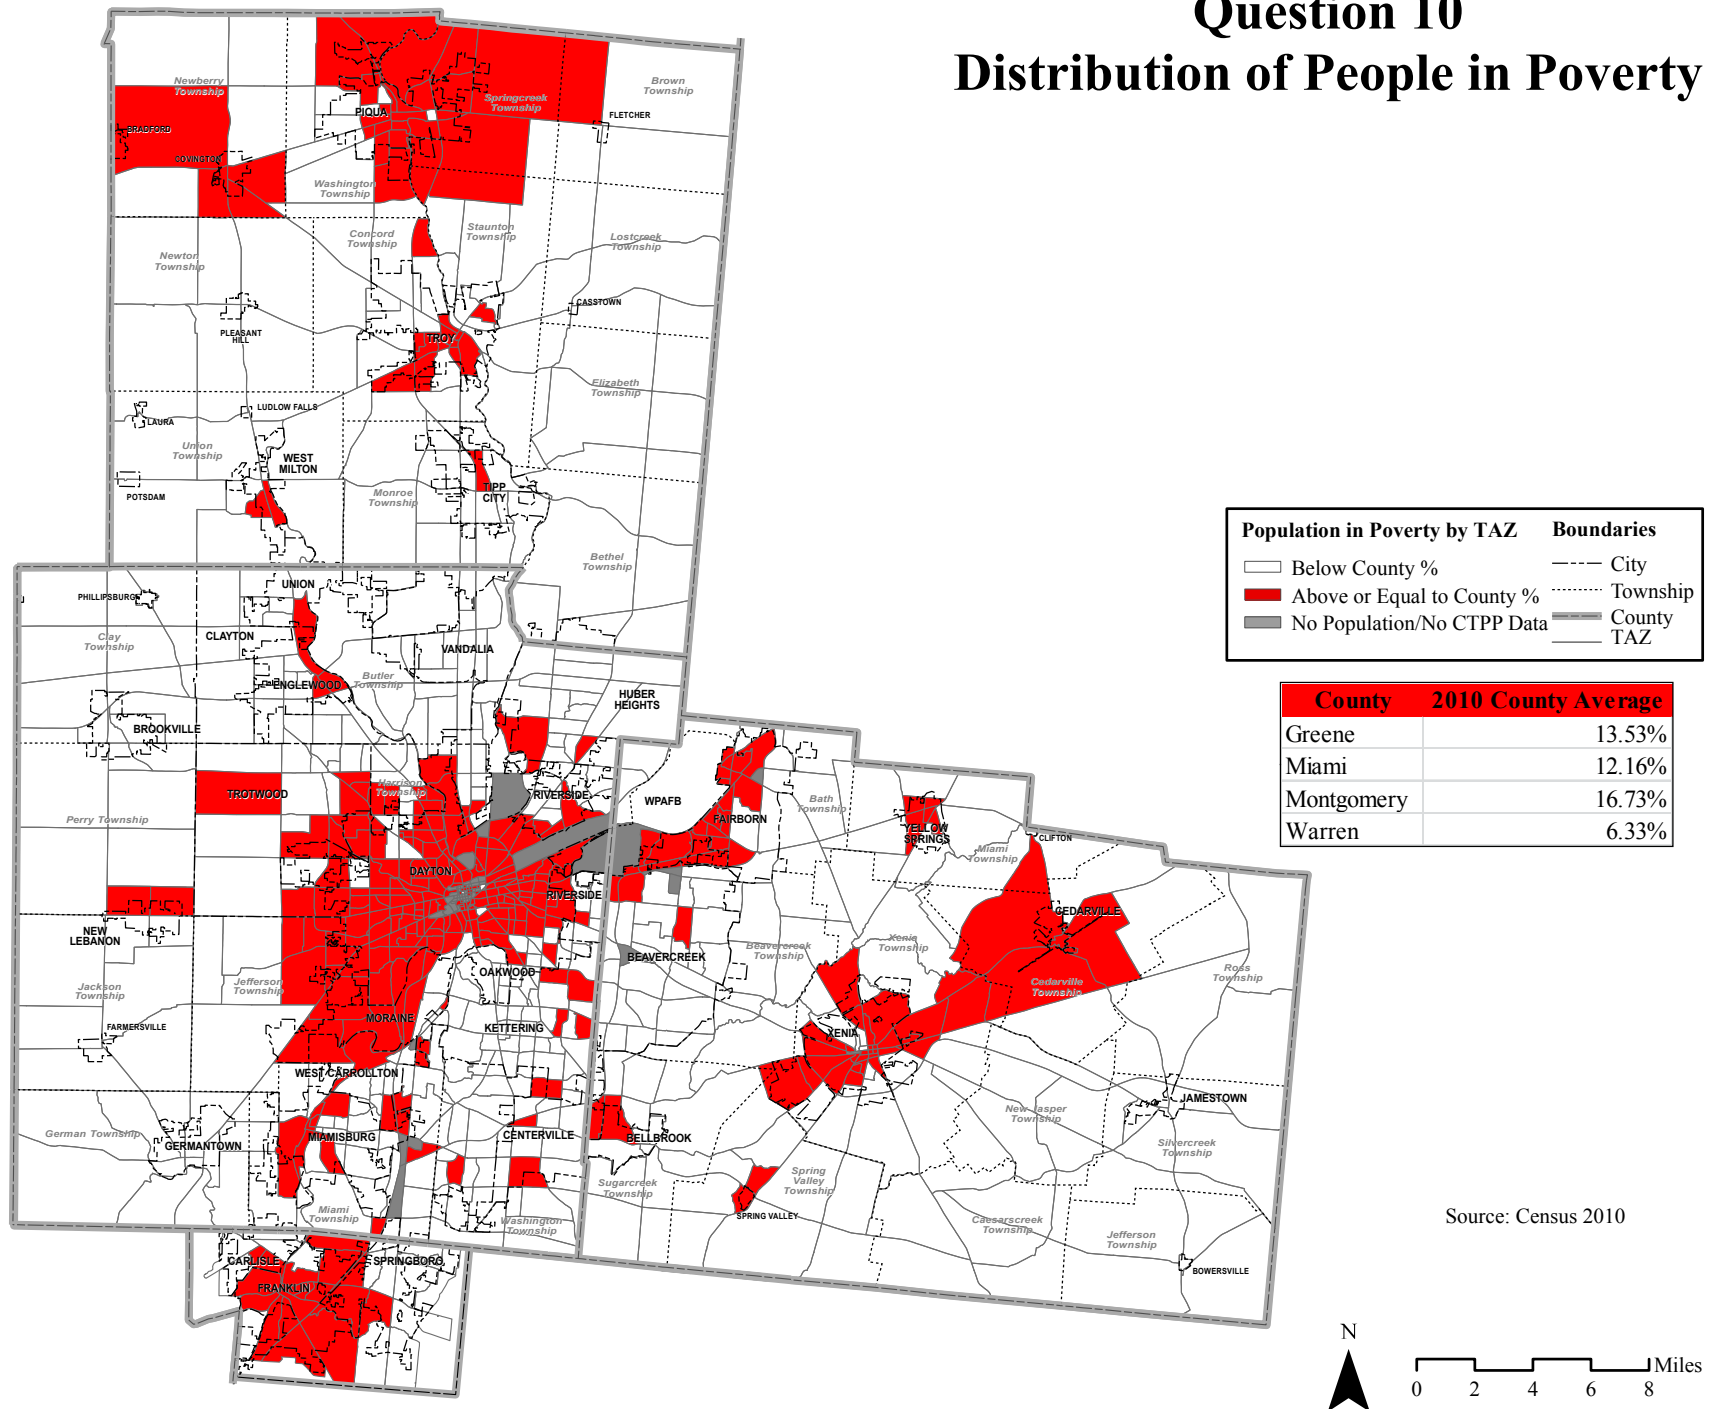 Question 10
Distribution of People in Poverty
Newberry
Township
Brown
Township
Springcreek
Township
PIQUA
FLETCHER
BRADFORD
COVINGTON
Washington
Township
Concord
Township
Staunton
Township
Lostcreek
Township
Newton
Township
CASSTOWN
PLEASANT
HILL
TROY
Elizabeth
Township
LUDLOW FALLS
LAURA
Union
Township
WEST
MILTON
POTSDAM
Monroe
Township
TIPP
CITY
Bethel
Township
Population in Poverty by TAZ
Below County %
Above or Equal to County %
No Population/No CTPP Data
Boundaries
City
Township
County
TAZ
UNION
PHILLIPSBURG
Clay
Township
CLAYTON
VANDALIA
Butler
Township
ENGLEWOOD
HUBER
HEIGHTS
BROOKVILLE
County 2010 County Average
Greene 13.53%
Miami 12.16%
Montgomery 16.73%
Warren 6.33%
TROTWOOD
Harrison
Township
RIVERSIDE
WPAFB
Bath
Township
Perry Township
FAIRBORN
YELLOW
SPRINGS
CLIFTON
Miami
Township
DAYTON
RIVERSIDE
CEDARVILLE
NEW
LEBANON
OAKWOOD
BEAVERCREEK
Beavercreek
Township
Xenia
Township
Ross
Township
Jackson
Township
Jefferson
Township
Cedarville
Township
FARMERSVILLE
MORAINE
KETTERING
XENIA
WEST CARROLLTON
JAMESTOWN
New Jasper
Township
German Township
GERMANTOWN
MIAMISBURG
CENTERVILLE
BELLBROOK
Silvercreek
Township
Sugarcreek
Township
Spring
Valley
Township
SPRING VALLEY
Miami
Township
Washington
Township
Caesarscreek
Township
Jefferson
Township
BOWERSVILLE
Source: Census 2010
CARLISLE
SPRINGBORO
FRANKLIN
N
Miles
0 2 4 6 8